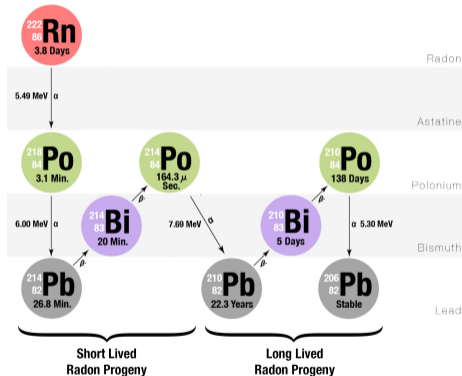 222
86
Rn
3.8 Days
Radon
5.49 MeV α
Astatine
218
84
Po
3.1 Min.
214
84
Po
164.3 µ
Sec.
210
84
Po
138 Days
Polonium
β-
β-
6.00 MeV α
214
83
Bi
20 Min.
7.69 MeV α
210
83
Bi
5 Days
α 5.30 MeV
Bismuth
β-
β-
214
82
Pb
26.8 Min.
210
82
Pb
22.3 Years
206
82
Pb
Stable
Lead
Short Lived
Radon Progeny
Long Lived
Radon Progeny